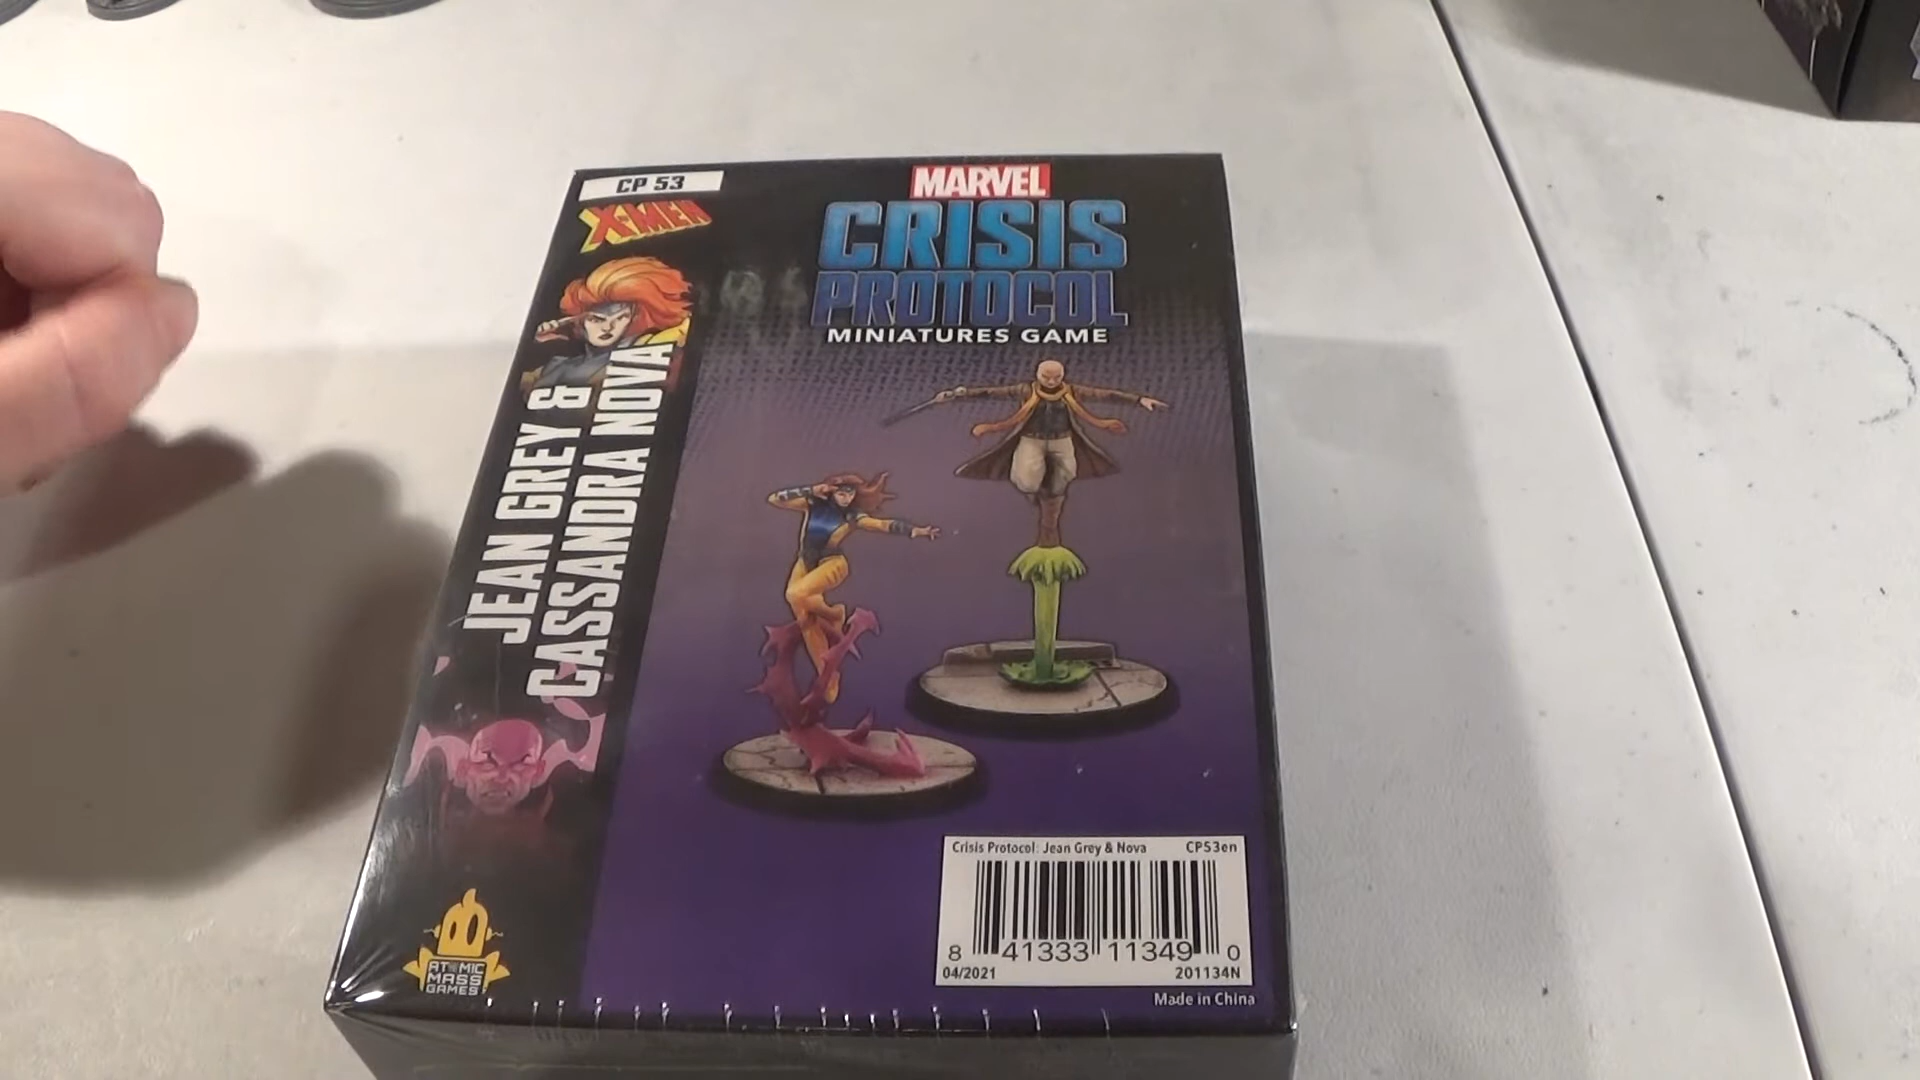 CP 53
X-MEN
JEAN GREY &
CASSANDRA NOVA
MARVEL
CRISIS
PROTOCOL
MINIATURES GAME
Crisis Protocol: Jean Grey & Nova CP53en
8 41333 11349 0
04/2021 201134N
Made in China
ATOMIC
MASS
GAMES